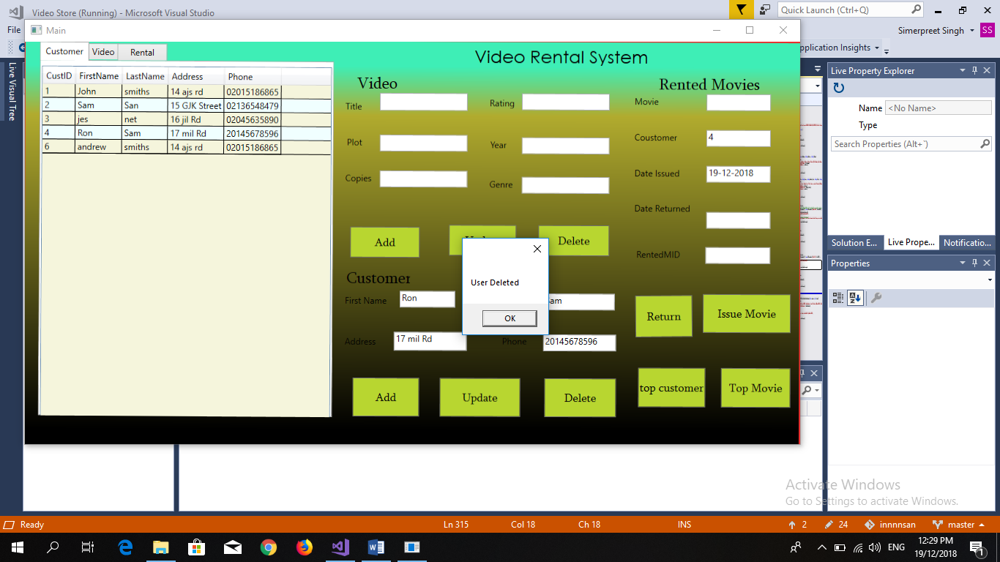 Video Store (Running) - Microsoft Visual Studio
Quick Launch (Ctrl+Q)
File
Simerpreet Singh
SS
pplication Insights
Main
Customer Video Rental
Video Rental System
CustID FirstName LastName Address Phone
1 John smiths 14 ajs rd 02015186865
2 Sam San 15 GJK Street 02136548479
3 jes net 16 jil Rd 02045635890
4 Ron Sam 17 mil Rd 20145678596
6 andrew smiths 14 ajs rd 02015186865
Video
Title
Rating
Plot
Year
Copies
Genre
Add
Delete
Customer
First Name Ron
Address 17 mil Rd
Phone 20145678596
Add Update Delete
User Deleted
OK
Rented Movies
Movie
Coustomer 4
Date Issued 19-12-2018
Date Returned
RentedMID
Return Issue Movie
top customer Top Movie
Live Visual Tree
Live Property Explorer
Name <No Name>
Type
Search Properties (Alt+`)
Solution E... Live Prope... Notificatio...
Properties
Activate Windows
Go to Settings to activate Windows.
Ready Ln 315 Col 18 Ch 18 INS 2 24 innnnsan master
ENG 12:29 PM
19/12/2018
1